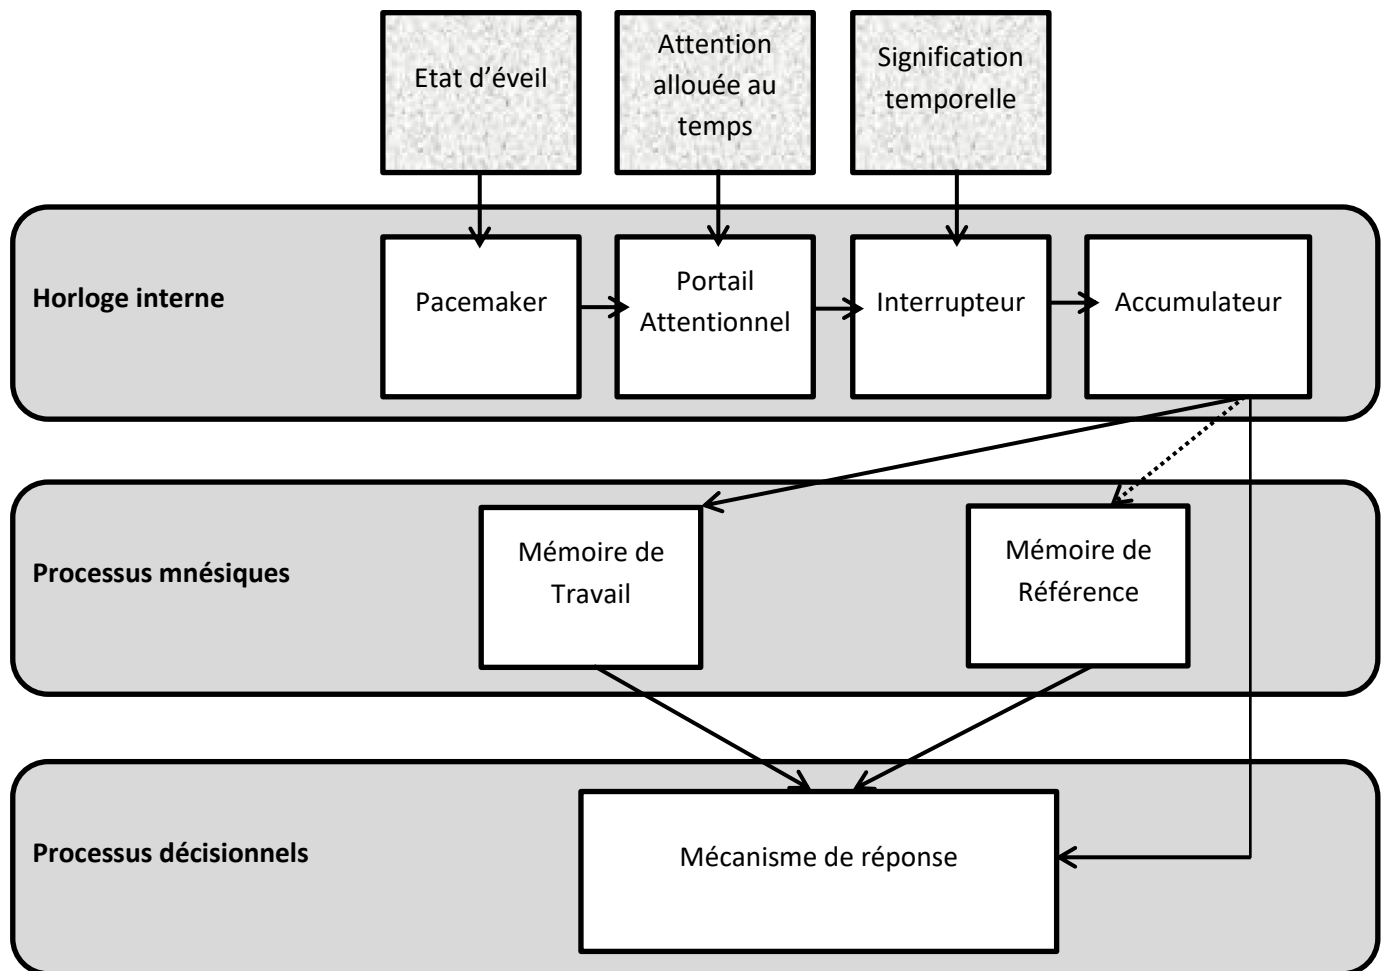 Etat d'éveil
Attention
allouée au
temps
Signification
temporelle
Horloge interne
Pacemaker
Portail
Attentionnel
Interrupteur
Accumulateur
Processus mnésiques
Mémoire de
Travail
Mémoire de
Référence
Processus décisionnels
Mécanisme de réponse